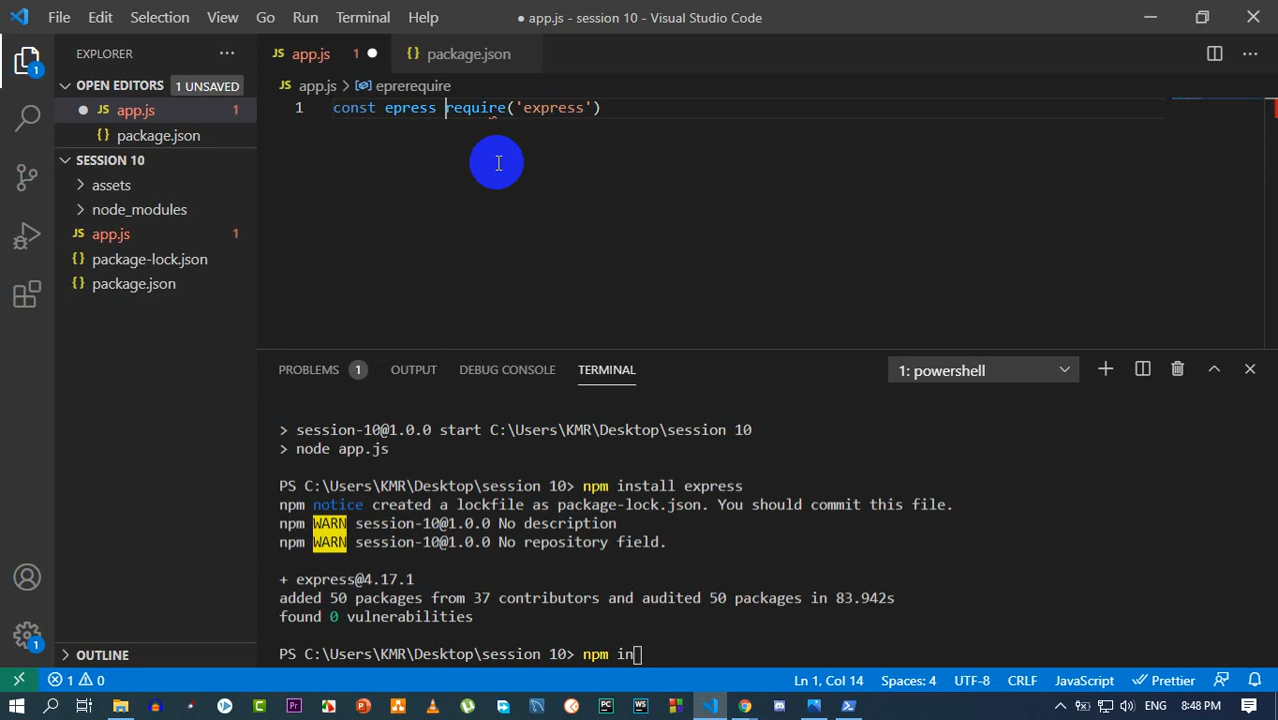 File Edit Selection View Go Run Terminal Help ● app.js - session 10 - Visual Studio Code
EXPLORER ···
JS app.js 1 ●
{} package.json
OPEN EDITORS 1 UNSAVED
● JS app.js 1
{} package.json
SESSION 10
assets
node_modules
JS app.js 1
{} package-lock.json
{} package.json
OUTLINE
1
1
JS app.js > eprerequire
1 const epress require('express')
PROBLEMS 1 OUTPUT DEBUG CONSOLE TERMINAL 1: powershell
> session-10@1.0.0 start C:\Users\KMR\Desktop\session 10
> node app.js
PS C:\Users\KMR\Desktop\session 10> npm install express
npm notice created a lockfile as package-lock.json. You should commit this file.
npm WARN session-10@1.0.0 No description
npm WARN session-10@1.0.0 No repository field.
+ express@4.17.1
added 50 packages from 37 contributors and audited 50 packages in 83.942s
found 0 vulnerabilities
PS C:\Users\KMR\Desktop\session 10> npm in
1 0 Ln 1, Col 14 Spaces: 4 UTF-8 CRLF JavaScript Prettier
8:48 PM